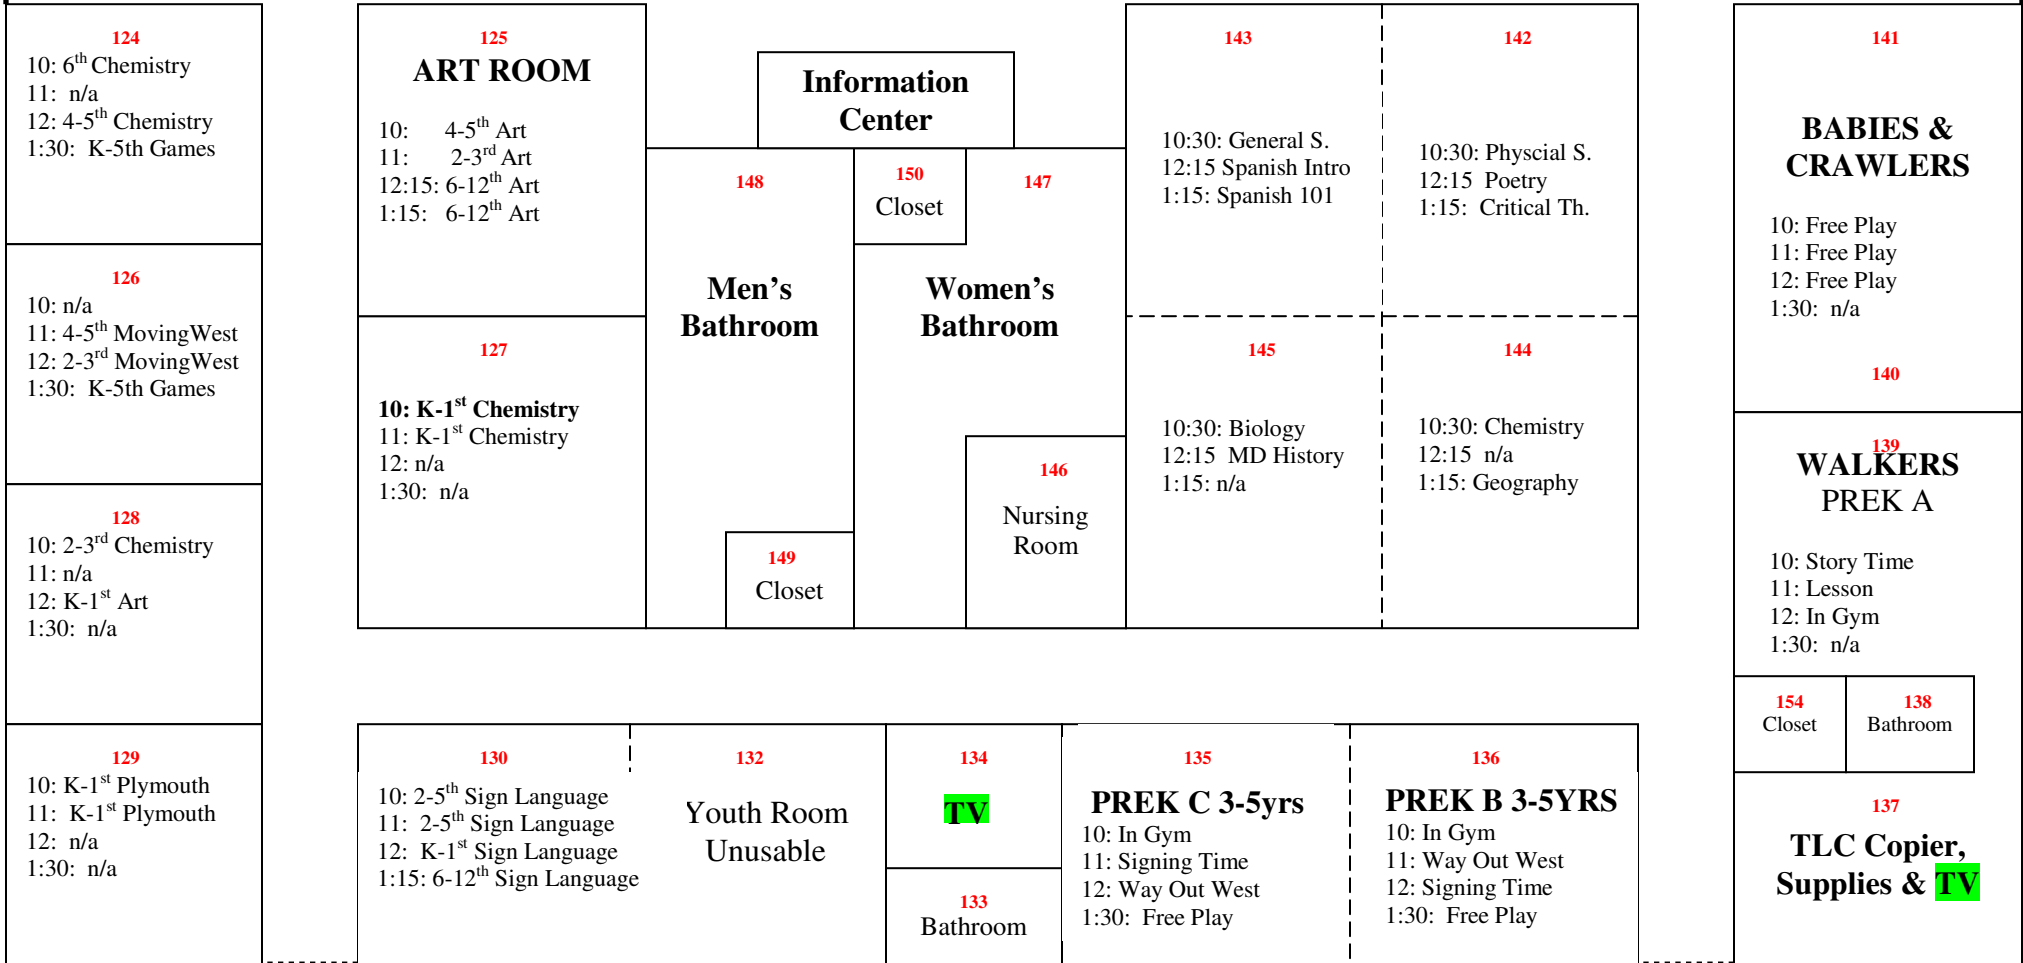 124
10: 6th Chemistry
11: n/a
12: 4-5th Chemistry
1:30: K-5th Games
126
10: n/a
11: 4-5th MovingWest
12: 2-3rd MovingWest
1:30: K-5th Games
128
10: 2-3rd Chemistry
11: n/a
12: K-1st Art
1:30: n/a
129
10: K-1st Plymouth
11: K-1st Plymouth
12: n/a
1:30: n/a
125
ART ROOM
10: 4-5th Art
11: 2-3rd Art
12:15: 6-12th Art
1:15: 6-12th Art
127
10: K-1st Chemistry
11: K-1st Chemistry
12: n/a
1:30: n/a
Information
Center
148
Men's
Bathroom
149
Closet
150
Closet
147
Women's
Bathroom
146
Nursing
Room
143
10:30: General S.
12:15 Spanish Intro
1:15: Spanish 101
142
10:30: Physcial S.
12:15 Poetry
1:15: Critical Th.
145
10:30: Biology
12:15 MD History
1:15: n/a
144
10:30: Chemistry
12:15 n/a
1:15: Geography
141
BABIES &
CRAWLERS
10: Free Play
11: Free Play
12: Free Play
1:30: n/a
140
139
WALKERS
PREK A
10: Story Time
11: Lesson
12: In Gym
1:30: n/a
154
Closet
138
Bathroom
137
TLC Copier,
Supplies & TV
130
10: 2-5th Sign Language
11: 2-5th Sign Language
12: K-1st Sign Language
1:15: 6-12th Sign Language
132
Youth Room
Unusable
134
TV
133
Bathroom
135
PREK C 3-5yrs
10: In Gym
11: Signing Time
12: Way Out West
1:30: Free Play
136
PREK B 3-5YRS
10: In Gym
11: Way Out West
12: Signing Time
1:30: Free Play